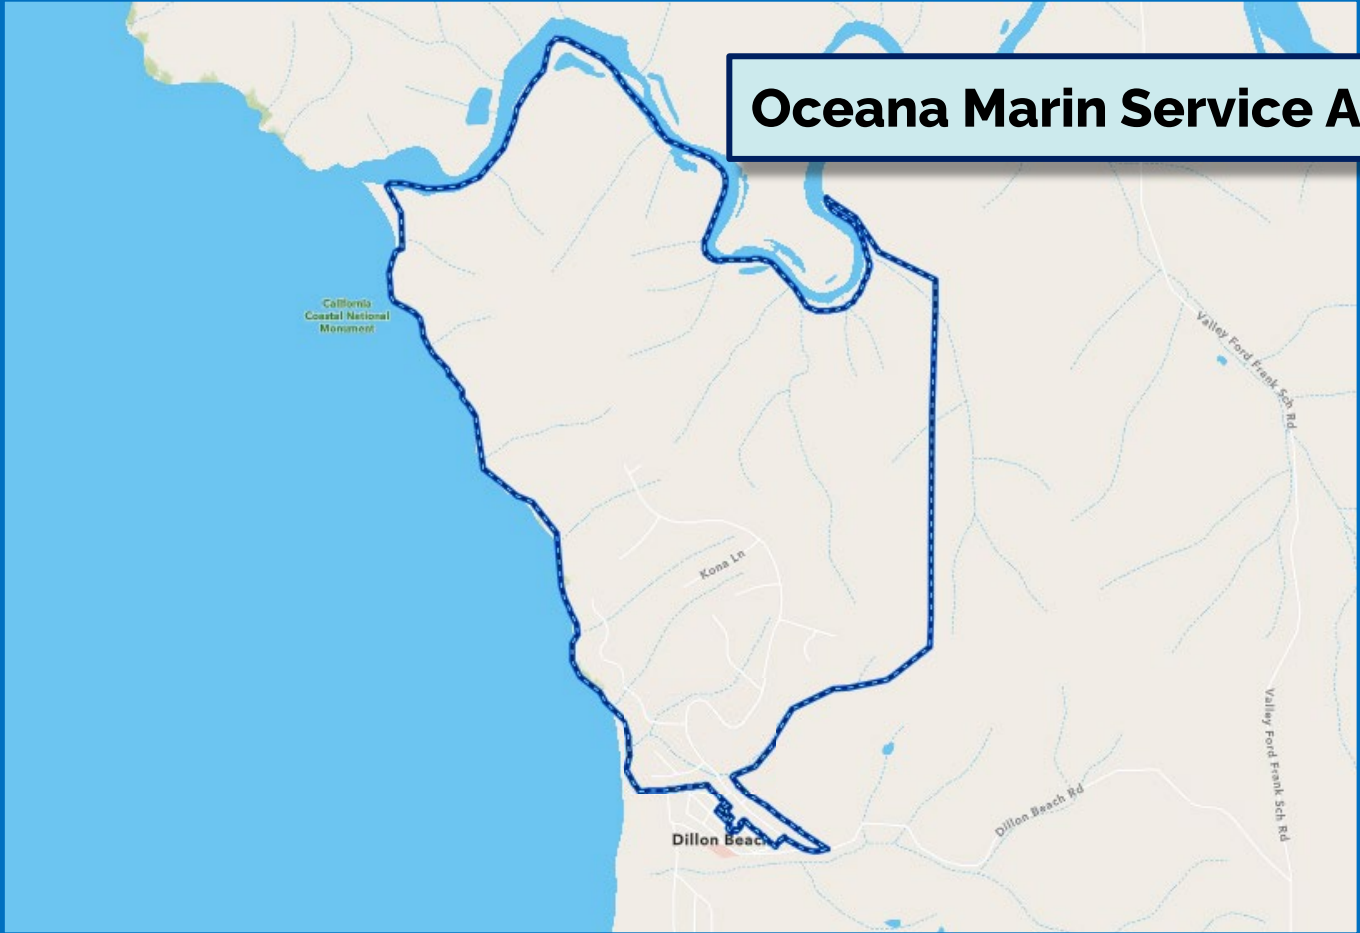 Oceana Marin Service A
California
Coastal National
Monument
Valley Ford Frank Sch Rd
Kona Ln
Valley Ford Frank Sch Rd
Dillon Beach Rd
Dillon Beac